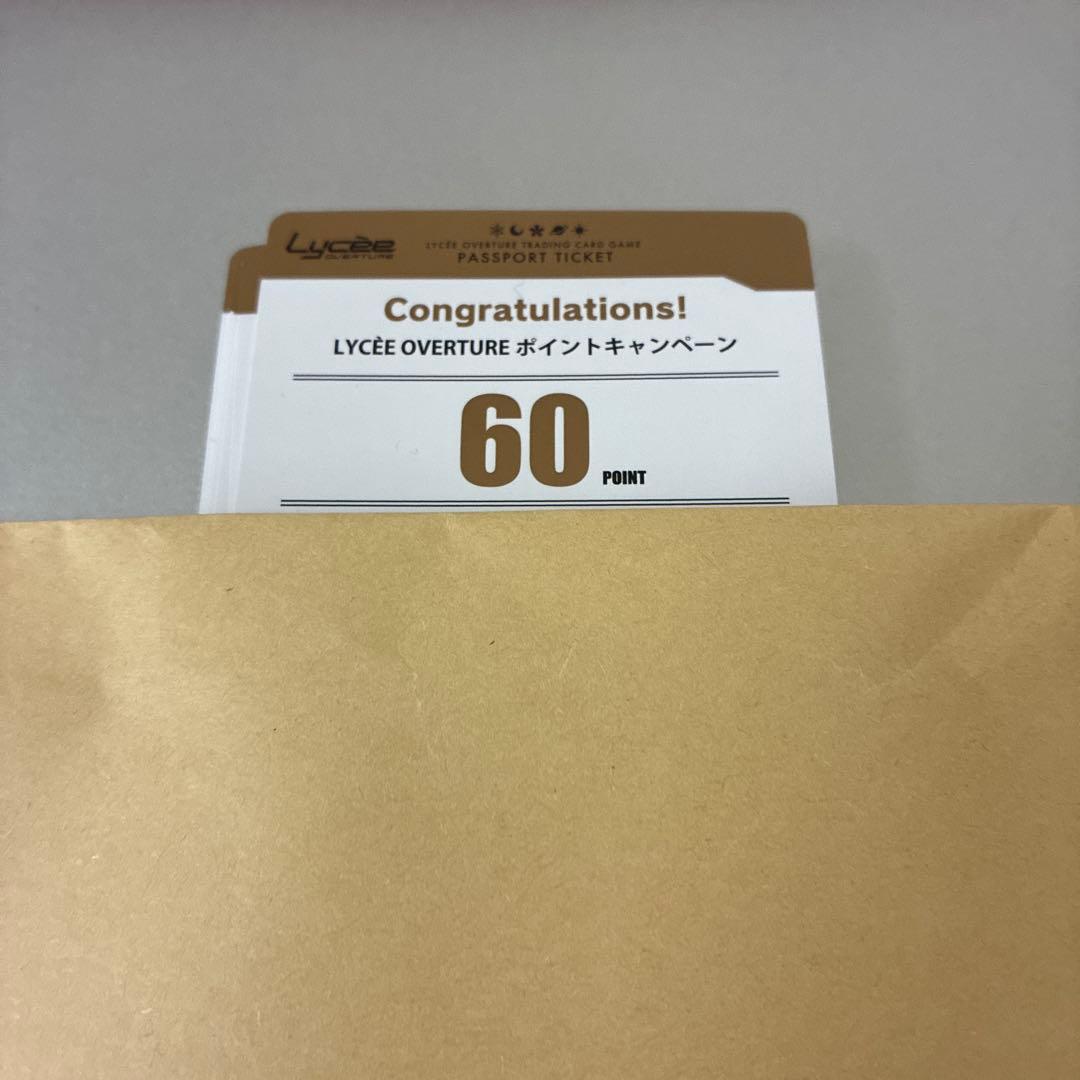 Lycèe
OVERTURE
LYCÈE OVERTURE TRADING CARD GAME
PASSPORT TICKET
Congratulations!
LYCÈE OVERTURE ポイントキャンペーン
60 POINT